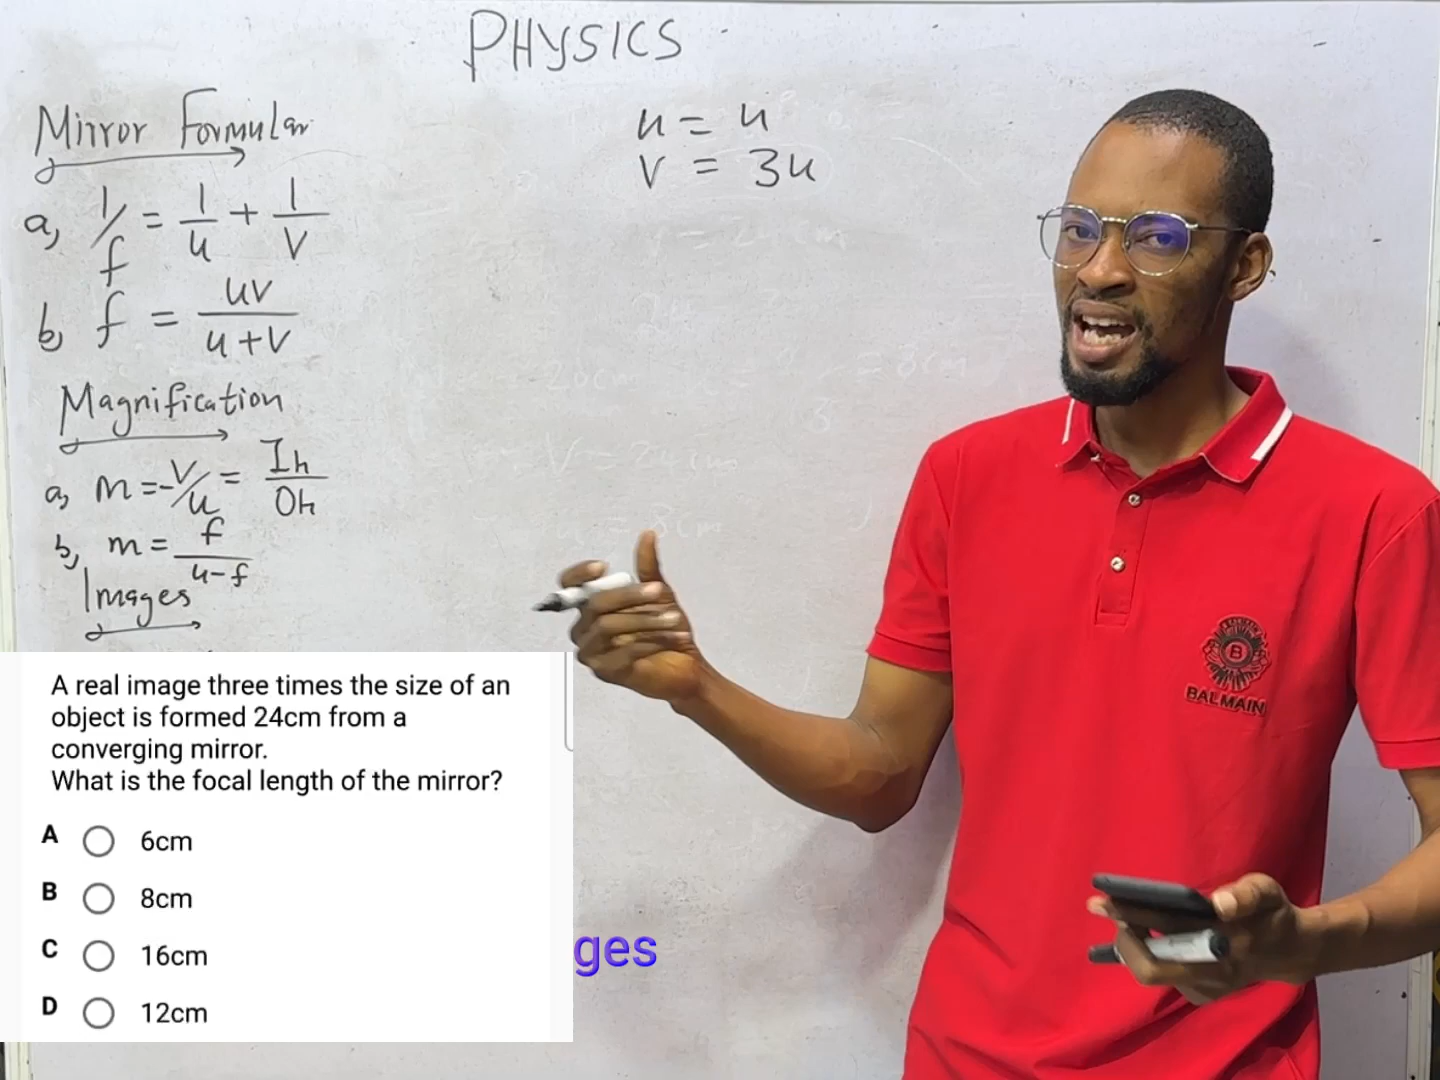 PHYSICS
Mirror Formular
a, 1/f = 1/u + 1/v
b, f = uv/u+v
Magnification
a, m = -v/u = Ih/Oh
b, m = f/u-f
Images
u = u
v = 3u
A real image three times the size of an
object is formed 24cm from a
converging mirror.
What is the focal length of the mirror?
A 6cm
B 8cm
C 16cm
D 12cm
ges
B
BALMAIN